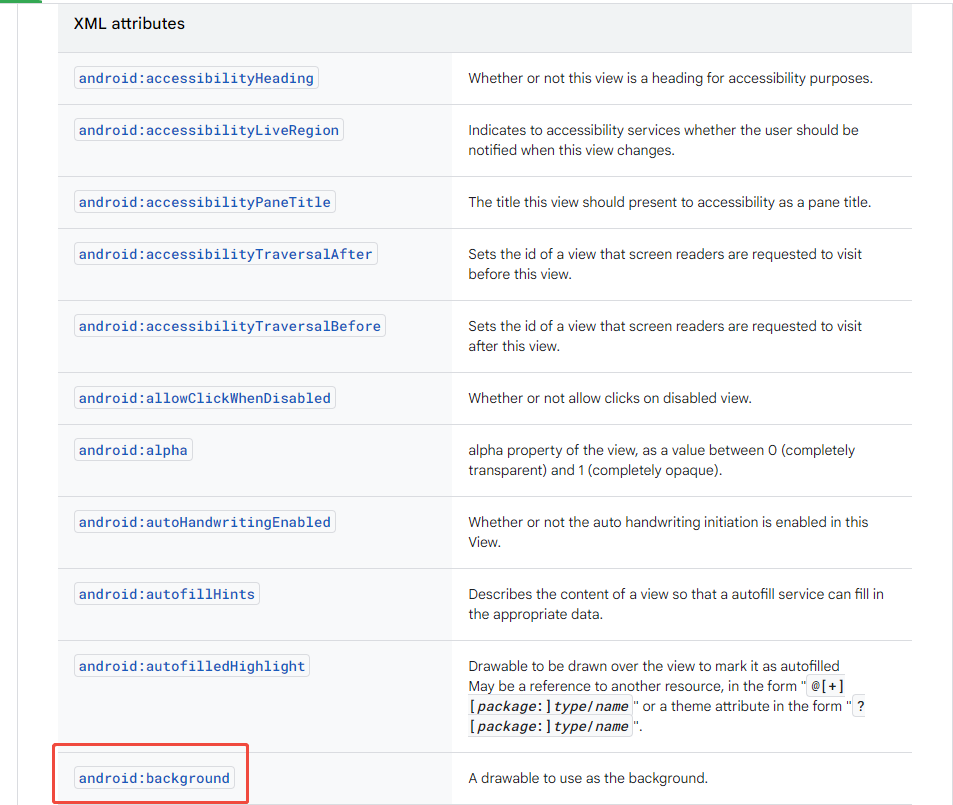 XML attributes
android:accessibilityHeading
Whether or not this view is a heading for accessibility purposes.
android:accessibilityLiveRegion
Indicates to accessibility services whether the user should be
notified when this view changes.
android:accessibilityPaneTitle
The title this view should present to accessibility as a pane title.
android:accessibilityTraversalAfter
Sets the id of a view that screen readers are requested to visit
before this view.
android:accessibilityTraversalBefore
Sets the id of a view that screen readers are requested to visit
after this view.
android:allowClickWhenDisabled
Whether or not allow clicks on disabled view.
android:alpha
alpha property of the view, as a value between 0 (completely
transparent) and 1 (completely opaque).
android:autoHandwritingEnabled
Whether or not the auto handwriting initiation is enabled in this
View.
android:autofillHints
Describes the content of a view so that a autofill service can fill in
the appropriate data.
android:autofilledHighlight
Drawable to be drawn over the view to mark it as autofilled
May be a reference to another resource, in the form "@[+]
[package:]type/name" or a theme attribute in the form "?
[package:]type/name".
android:background
A drawable to use as the background.